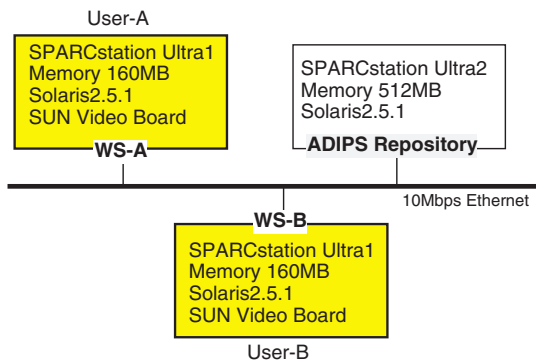 User-A
SPARCstation Ultra1
Memory 160MB
Solaris2.5.1
SUN Video Board
WS-A
SPARCstation Ultra2
Memory 512MB
Solaris2.5.1
ADIPS Repository
10Mbps Ethernet
WS-B
SPARCstation Ultra1
Memory 160MB
Solaris2.5.1
SUN Video Board
User-B